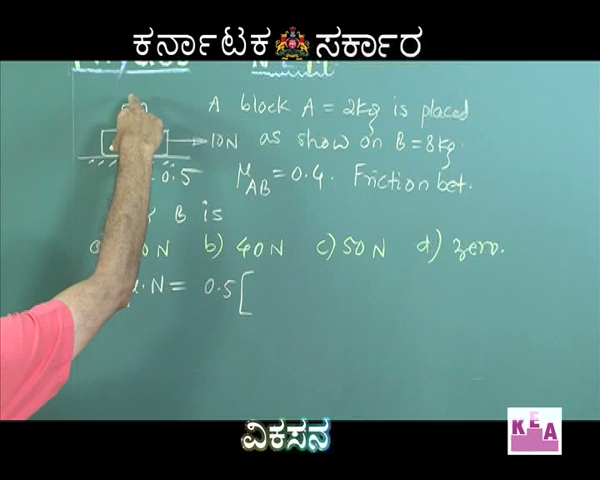 ಕರ್ನಾಟಕ ಸರ್ಕಾರ
A block A = 2kg is placed
10N as show on B = 8kg.
0.5 μAB = 0.4. Friction bet.
B is
a) 0N b) 40N c) 50N d) zero.
. N = 0.5[
ವಿಕಸನ
KEA